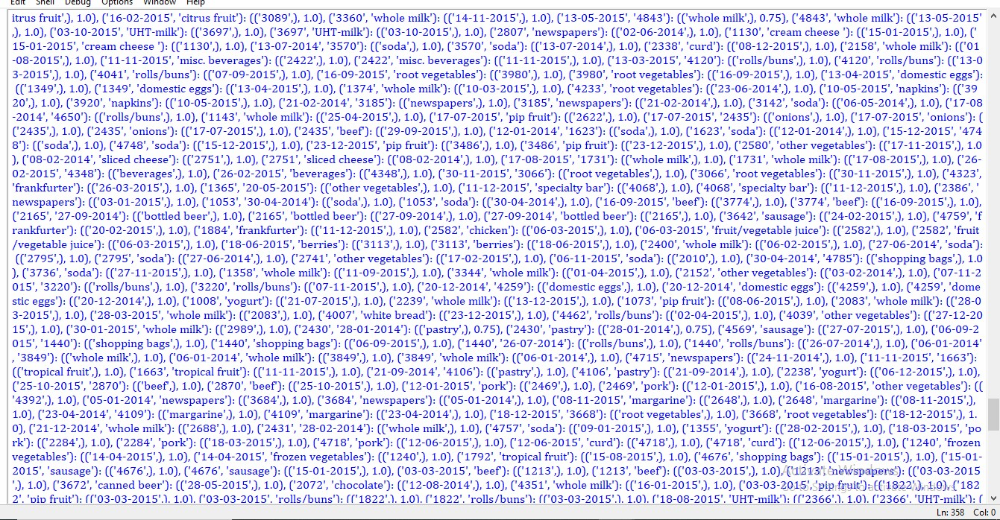 Edit Shell Debug Options Window Help
itrus fruit',), 1.0), ('16-02-2015', 'citrus fruit'): (('3089',), 1.0), ('3360', 'whole milk'): (('14-11-2015',), 1.0), ('13-05-2015', '4843'): (('whole milk',), 0.75), ('4843', 'whole milk'): (('13-05-2015'
,), 1.0), ('03-10-2015', 'UHT-milk'): (('3697',), 1.0), ('3697', 'UHT-milk'): (('03-10-2015',), 1.0), ('2807', 'newspapers'): (('02-06-2014',), 1.0), ('1130', 'cream cheese '): (('15-01-2015',), 1.0), ('
15-01-2015', 'cream cheese '): (('1130',), 1.0), ('13-07-2014', '3570'): (('soda',), 1.0), ('3570', 'soda'): (('13-07-2014',), 1.0), ('2338', 'curd'): (('08-12-2015',), 1.0), ('2158', 'whole milk'): (('01
-08-2015',), 1.0), ('11-11-2015', 'misc. beverages'): (('2422',), 1.0), ('2422', 'misc. beverages'): (('11-11-2015',), 1.0), ('13-03-2015', '4120'): (('rolls/buns',), 1.0), ('4120', 'rolls/buns'): (('13-0
3-2015',), 1.0), ('4041', 'rolls/buns'): (('07-09-2015',), 1.0), ('16-09-2015', 'root vegetables'): (('3980',), 1.0), ('3980', 'root vegetables'): (('16-09-2015',), 1.0), ('13-04-2015', 'domestic eggs'):
(('1349',), 1.0), ('1349', 'domestic eggs'): (('13-04-2015',), 1.0), ('1374', 'whole milk'): (('10-03-2015',), 1.0), ('4233', 'root vegetables'): (('23-06-2014',), 1.0), ('10-05-2015', 'napkins'): (('39
20',), 1.0), ('3920', 'napkins'): (('10-05-2015',), 1.0), ('21-02-2014', '3185'): (('newspapers',), 1.0), ('3185', 'newspapers'): (('21-02-2014',), 1.0), ('3142', 'soda'): (('06-05-2014',), 1.0), ('17-08
-2014', '4650'): (('rolls/buns',), 1.0), ('1143', 'whole milk'): (('25-04-2015',), 1.0), ('17-07-2015', 'pip fruit'): (('2622',), 1.0), ('17-07-2015', '2435'): (('onions',), 1.0), ('17-07-2015', 'onions'): (
('2435',), 1.0), ('2435', 'onions'): (('17-07-2015',), 1.0), ('2435', 'beef'): (('29-09-2015',), 1.0), ('12-01-2014', '1623'): (('soda',), 1.0), ('1623', 'soda'): (('12-01-2014',), 1.0), ('15-12-2015', '474
8'): (('soda',), 1.0), ('4748', 'soda'): (('15-12-2015',), 1.0), ('23-12-2015', 'pip fruit'): (('3486',), 1.0), ('3486', 'pip fruit'): (('23-12-2015',), 1.0), ('2580', 'other vegetables'): (('17-11-2015',), 1.0
), ('08-02-2014', 'sliced cheese'): (('2751',), 1.0), ('2751', 'sliced cheese'): (('08-02-2014',), 1.0), ('17-08-2015', '1731'): (('whole milk',), 1.0), ('1731', 'whole milk'): (('17-08-2015',), 1.0), ('26-
02-2015', '4348'): (('beverages',), 1.0), ('26-02-2015', 'beverages'): (('4348',), 1.0), ('30-11-2015', '3066'): (('root vegetables',), 1.0), ('3066', 'root vegetables'): (('30-11-2015',), 1.0), ('4323',
'frankfurter'): (('26-03-2015',), 1.0), ('1365', '20-05-2015'): (('other vegetables',), 1.0), ('11-12-2015', 'specialty bar'): (('4068',), 1.0), ('4068', 'specialty bar'): (('11-12-2015',), 1.0), ('2386', '
newspapers'): (('03-01-2015',), 1.0), ('1053', '30-04-2014'): (('soda',), 1.0), ('1053', 'soda'): (('30-04-2014',), 1.0), ('16-09-2015', 'beef'): (('3774',), 1.0), ('3774', 'beef'): (('16-09-2015',), 1.0),
('2165', '27-09-2014'): (('bottled beer',), 1.0), ('2165', 'bottled beer'): (('27-09-2014',), 1.0), ('27-09-2014', 'bottled beer'): (('2165',), 1.0), ('3642', 'sausage'): (('24-02-2015',), 1.0), ('4759', 'f
rankfurter'): (('20-02-2015',), 1.0), ('1884', 'frankfurter'): (('11-12-2015',), 1.0), ('2582', 'chicken'): (('06-03-2015',), 1.0), ('06-03-2015', 'fruit/vegetable juice'): (('2582',), 1.0), ('2582', 'fruit
/vegetable juice'): (('06-03-2015',), 1.0), ('18-06-2015', 'berries'): (('3113',), 1.0), ('3113', 'berries'): (('18-06-2015',), 1.0), ('2400', 'whole milk'): (('06-02-2015',), 1.0), ('27-06-2014', 'soda'):
(('2795',), 1.0), ('2795', 'soda'): (('27-06-2014',), 1.0), ('2741', 'other vegetables'): (('17-02-2015',), 1.0), ('06-11-2015', 'soda'): (('2010',), 1.0), ('30-04-2014', '4785'): (('shopping bags',), 1.0
), ('3736', 'soda'): (('27-11-2015',), 1.0), ('1358', 'whole milk'): (('11-09-2015',), 1.0), ('3344', 'whole milk'): (('01-04-2015',), 1.0), ('2152', 'other vegetables'): (('03-02-2014',), 1.0), ('07-11-2
015', '3220'): (('rolls/buns',), 1.0), ('3220', 'rolls/buns'): (('07-11-2015',), 1.0), ('20-12-2014', '4259'): (('domestic eggs',), 1.0), ('20-12-2014', 'domestic eggs'): (('4259',), 1.0), ('4259', 'dome
stic eggs'): (('20-12-2014',), 1.0), ('1008', 'yogurt'): (('21-07-2015',), 1.0), ('2239', 'whole milk'): (('13-12-2015',), 1.0), ('1073', 'pip fruit'): (('08-06-2015',), 1.0), ('2083', 'whole milk'): (('28-0
3-2015',), 1.0), ('28-03-2015', 'whole milk'): (('2083',), 1.0), ('4007', 'white bread'): (('23-12-2015',), 1.0), ('4462', 'rolls/buns'): (('02-04-2015',), 1.0), ('4039', 'other vegetables'): (('27-12-20
15',), 1.0), ('30-01-2015', 'whole milk'): (('2989',), 1.0), ('2430', '28-01-2014'): (('pastry',), 0.75), ('2430', 'pastry'): (('28-01-2014',), 0.75), ('4569', 'sausage'): (('27-07-2015',), 1.0), ('06-09-2
015', '1440'): (('shopping bags',), 1.0), ('1440', 'shopping bags'): (('06-09-2015',), 1.0), ('1440', '26-07-2014'): (('rolls/buns',), 1.0), ('1440', 'rolls/buns'): (('26-07-2014',), 1.0), ('06-01-2014'
, '3849'): (('whole milk',), 1.0), ('06-01-2014', 'whole milk'): (('3849',), 1.0), ('3849', 'whole milk'): (('06-01-2014',), 1.0), ('4715', 'newspapers'): (('24-11-2014',), 1.0), ('11-11-2015', '1663'):
(('tropical fruit',), 1.0), ('1663', 'tropical fruit'): (('11-11-2015',), 1.0), ('21-09-2014', '4106'): (('pastry',), 1.0), ('4106', 'pastry'): (('21-09-2014',), 1.0), ('2238', 'yogurt'): (('06-12-2015',), 1.0),
('25-10-2015', '2870'): (('beef',), 1.0), ('2870', 'beef'): (('25-10-2015',), 1.0), ('12-01-2015', 'pork'): (('2469',), 1.0), ('2469', 'pork'): (('12-01-2015',), 1.0), ('16-08-2015', 'other vegetables'): ((
'4392',), 1.0), ('05-01-2014', 'newspapers'): (('3684',), 1.0), ('3684', 'newspapers'): (('05-01-2014',), 1.0), ('08-11-2015', 'margarine'): (('2648',), 1.0), ('2648', 'margarine'): (('08-11-2015',),
1.0), ('23-04-2014', '4109'): (('margarine',), 1.0), ('4109', 'margarine'): (('23-04-2014',), 1.0), ('18-12-2015', '3668'): (('root vegetables',), 1.0), ('3668', 'root vegetables'): (('18-12-2015',), 1.
0), ('21-12-2014', 'whole milk'): (('2688',), 1.0), ('2431', '28-02-2014'): (('whole milk',), 1.0), ('4757', 'soda'): (('09-01-2015',), 1.0), ('1355', 'yogurt'): (('28-02-2015',), 1.0), ('18-03-2015', 'po
rk'): (('2284',), 1.0), ('2284', 'pork'): (('18-03-2015',), 1.0), ('4718', 'pork'): (('12-06-2015',), 1.0), ('12-06-2015', 'curd'): (('4718',), 1.0), ('4718', 'curd'): (('12-06-2015',), 1.0), ('1240', 'frozen
vegetables'): (('14-04-2015',), 1.0), ('14-04-2015', 'frozen vegetables'): (('1240',), 1.0), ('1792', 'tropical fruit'): (('15-08-2015',), 1.0), ('4676', 'shopping bags'): (('15-01-2015',), 1.0), ('15-01-
2015', 'sausage'): (('4676',), 1.0), ('4676', 'sausage'): (('15-01-2015',), 1.0), ('03-03-2015', 'beef'): (('1213',), 1.0), ('1213', 'beef'): (('03-03-2015',), 1.0), ('1213', 'newspapers'): (('03-03-2015'
,), 1.0), ('3672', 'canned beer'): (('28-05-2015',), 1.0), ('2072', 'chocolate'): (('12-08-2014',), 1.0), ('4351', 'whole milk'): (('16-01-2015',), 1.0), ('03-03-2015', 'pip fruit'): (('1822',), 1.0), ('182
2', 'pip fruit'): (('03-03-2015',), 1.0), ('03-03-2015', 'rolls/buns'): (('1822',), 1.0), ('1822', 'rolls/buns'): (('03-03-2015',), 1.0), ('18-08-2015', 'UHT-milk'): (('2366',), 1.0), ('2366', 'UHT-milk'): (
Activate Windows
Go to Settings to activate Windows.
Ln: 358 Col: 0